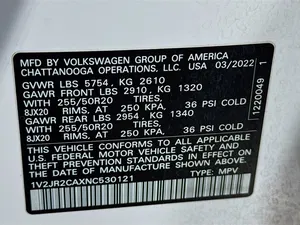 MFD BY VOLKSWAGEN GROUP OF AMERICA
CHATTANOOGA OPERATIONS, LLC. USA 03/2022
GVWR LBS 5754, KG 2610
GAWR FRONT LBS 2910, KG 1320
WITH 255/50R20 TIRES,
8JX20 RIMS, AT 250 KPA/ 36 PSI COLD
GAWR REAR LBS 2954, KG 1340
WITH 255/50R20 TIRES,
8JX20 RIMS, AT 250 KPA/ 36 PSI COLD
THIS VEHICLE CONFORMS TO ALL APPLICABLE
U.S. FEDERAL MOTOR VEHICLE SAFETY AND
THEFT PREVENTION STANDARDS IN EFFECT ON
DATE OF MANUFACTURE SHOWN ABOVE.
1V2JR2CAXNC530121 TYPE: MPV
1220049 1